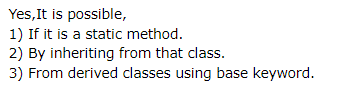 Yes,It is possible,
1) If it is a static method.
2) By inheriting from that class.
3) From derived classes using base keyword.